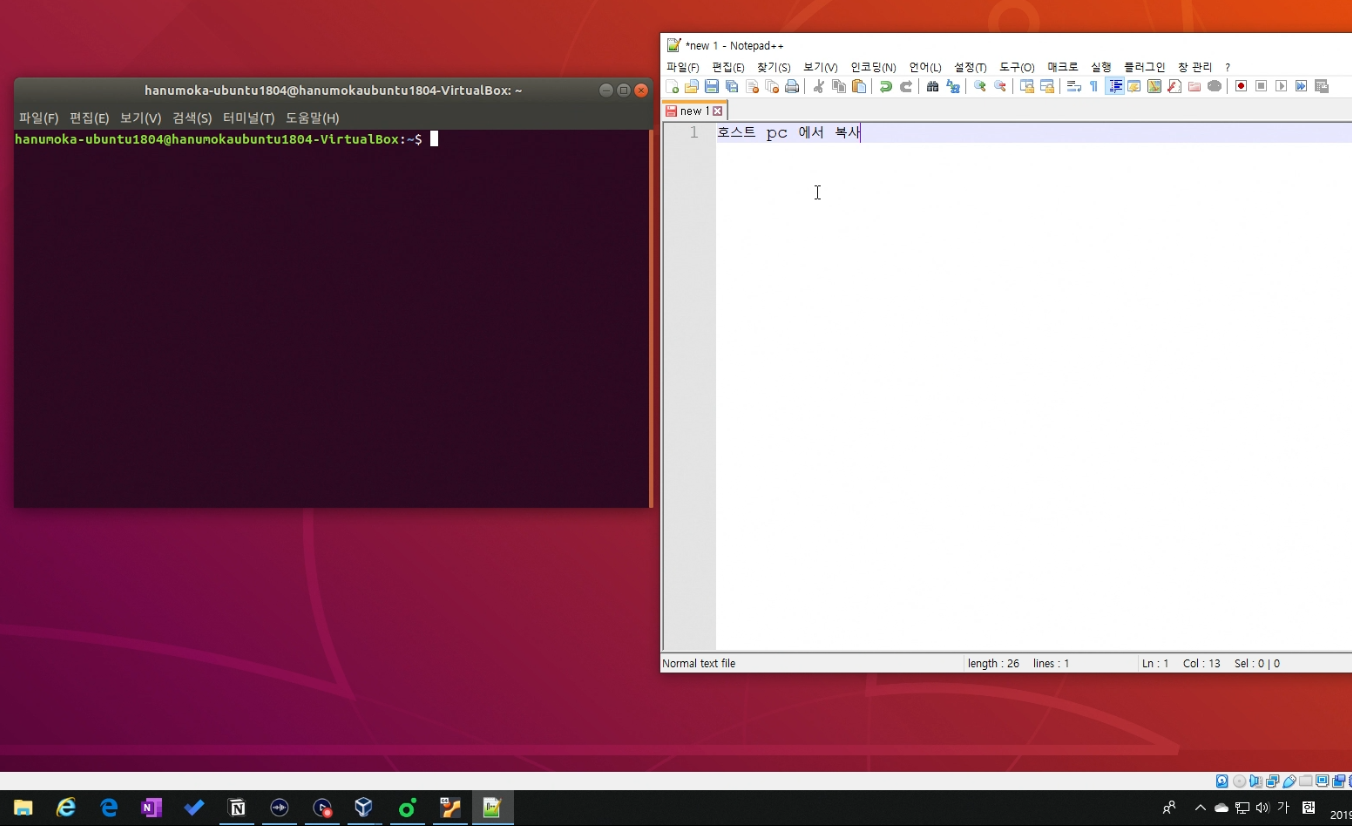 hanumoka-ubuntu1804@hanumokaubuntu1804-VirtualBox: ~
파일(F) 편집(E) 보기(V) 검색(S) 터미널(T) 도움말(H)
hanumoka-ubuntu1804@hanumokaubuntu1804-VirtualBox:~$
*new 1 - Notepad++
파일(F) 편집(E) 찾기(S) 보기(V) 인코딩(N) 언어(L) 설정(T) 도구(O) 매크로 실행 플러그인 창 관리 ?
new 1
1 호스트 pc 에서 복사
Normal text file length : 26 lines : 1 Ln : 1 Col : 13 Sel : 0 | 0
가 한
2019